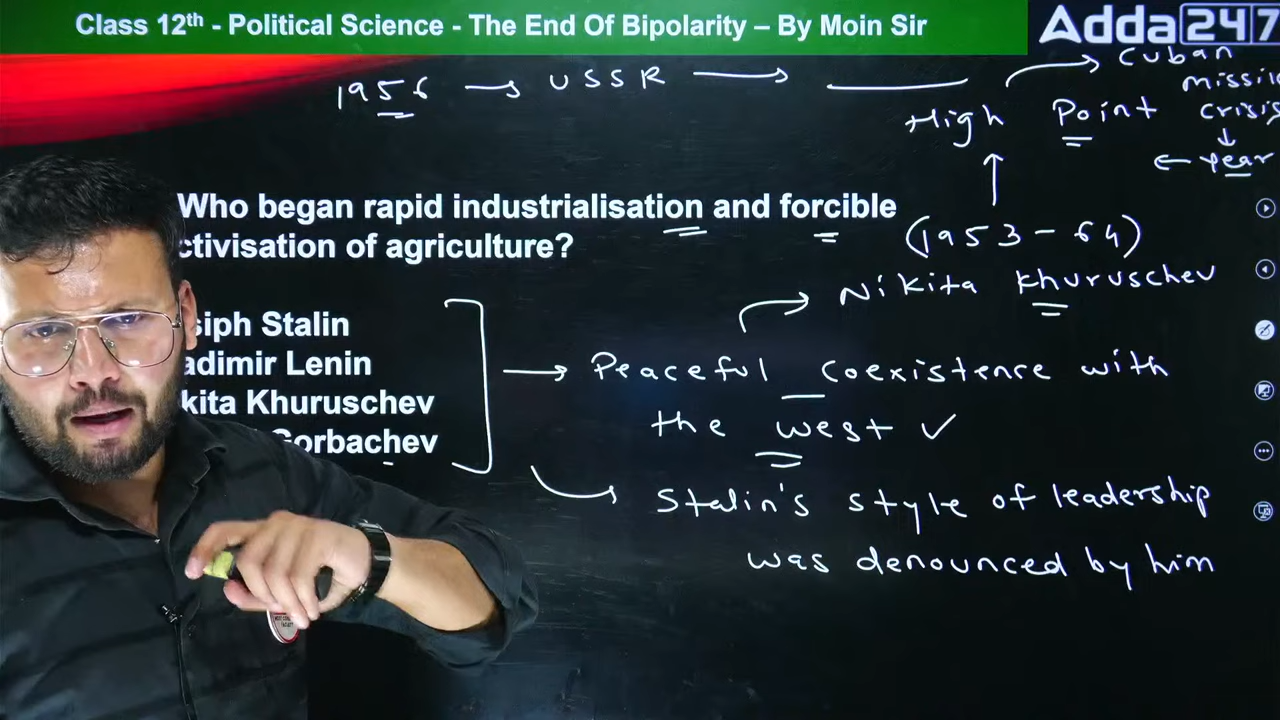 Class 12th - Political Science - The End Of Bipolarity – By Moin Sir
Adda247
1956 → USSR →
Cuban
missil
High Point crisis
↓
← year
↑
Who began rapid industrialisation and forcible
ctivisation of agriculture?
(1953-64)
Nikita Khuruschev
siph Stalin
adimir Lenin
kita Khuruschev
Gorbachev
→ Peaceful coexistence with
the west ✓
Stalin's style of leadership
was denounced by him